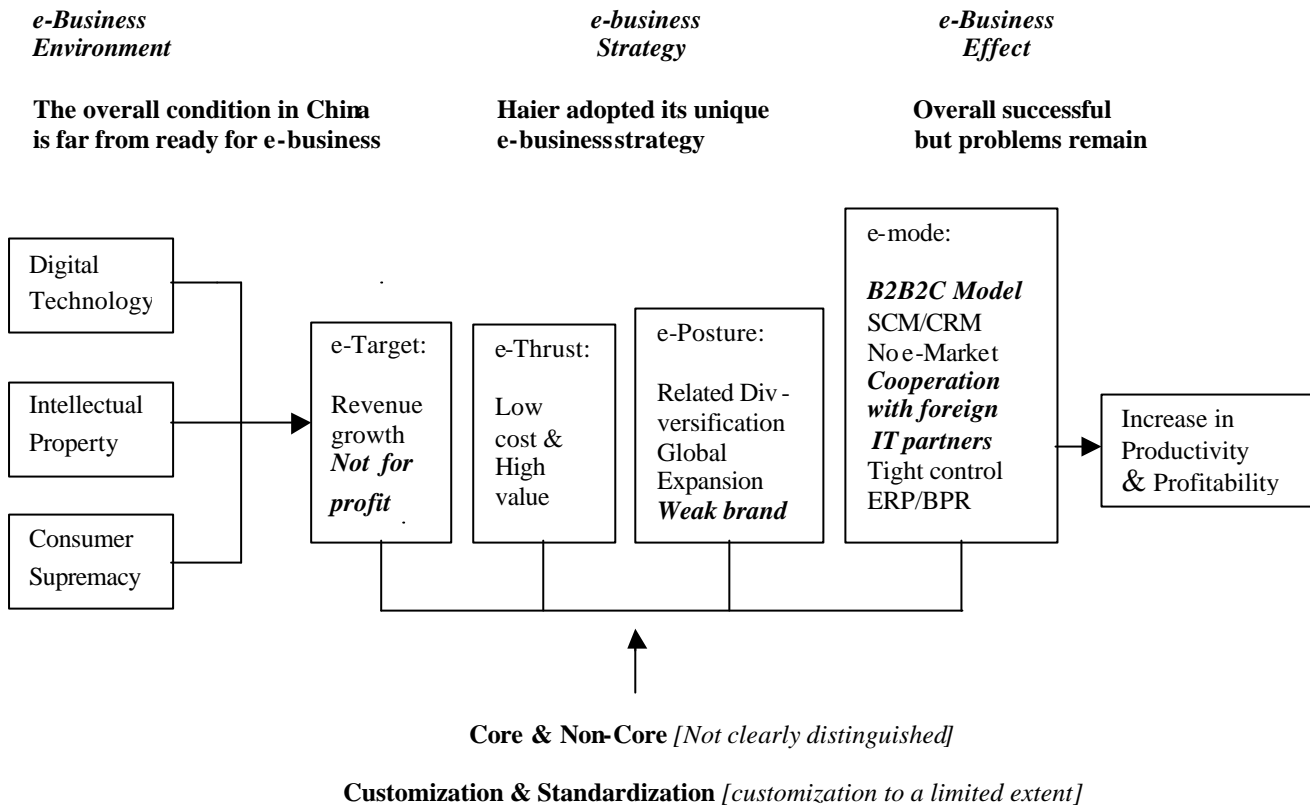 e-Business
Environment
e-business
Strategy
e-Business
Effect
The overall condition in China
is far from ready for e-business
Haier adopted its unique
e-business strategy
Overall successful
but problems remain
Digital
Technology
Intellectual
Property
Consumer
Supremacy
e-Target:
Revenue
growth
Not for
profit
e-Thrust:
Low
cost &
High
value
e-Posture:
Related Div-
versification
Global
Expansion
Weak brand
e-mode:
B2B2C Model
SCM/CRM
No e-Market
Cooperation
with foreign
IT partners
Tight control
ERP/BPR
Increase in
Productivity
& Profitability
Core & Non-Core [Not clearly distinguished]
Customization & Standardization [customization to a limited extent]